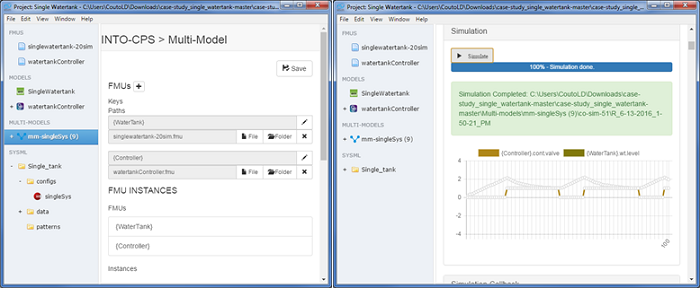 Project: Single Watertank - C:\Users\CoutoLD\Downloads\case-study_single_watertank-master\case-stud...
File Edit View Window Help
FMUS
singlewatertank-20sim
watertankController
MODELS
SingleWatertank
watertankController
MULTI-MODELS
mm-singleSys (9)
SYSML
Single_tank
configs
singleSys
data
patterns
INTO-CPS > Multi-Model
Save
FMUs
Keys
Paths
{WaterTank}
singlewatertank-20sim.fmu File Folder
{Controller}
watertankController.fmu File Folder
FMU INSTANCES
FMUs
{WaterTank}
{Controller}
Instances
Project: Single Watertank - C:\Users\CoutoLD\Downloads\case-study_single_watertank-master\case-stu...
File Edit View Window Help
FMUS
singlewatertank-20sim
watertankController
MODELS
SingleWatertank
watertankController
MULTI-MODELS
mm-singleSys (9)
SYSML
Single_tank
Simulation
Simulate
100% - Simulation done.
Simulation Completed: C:\Users\CoutoLD\Downloads\case-
study_single_watertank-master\case-study_single_watertank-
master\Multi-models\mm-singleSys (9)\co-sim-51\R_6-13-2016_1-
50-21_PM
{Controller}.cont.valve {WaterTank}.wt.level
4
2
0
-2
-4
100
Simulation Callback